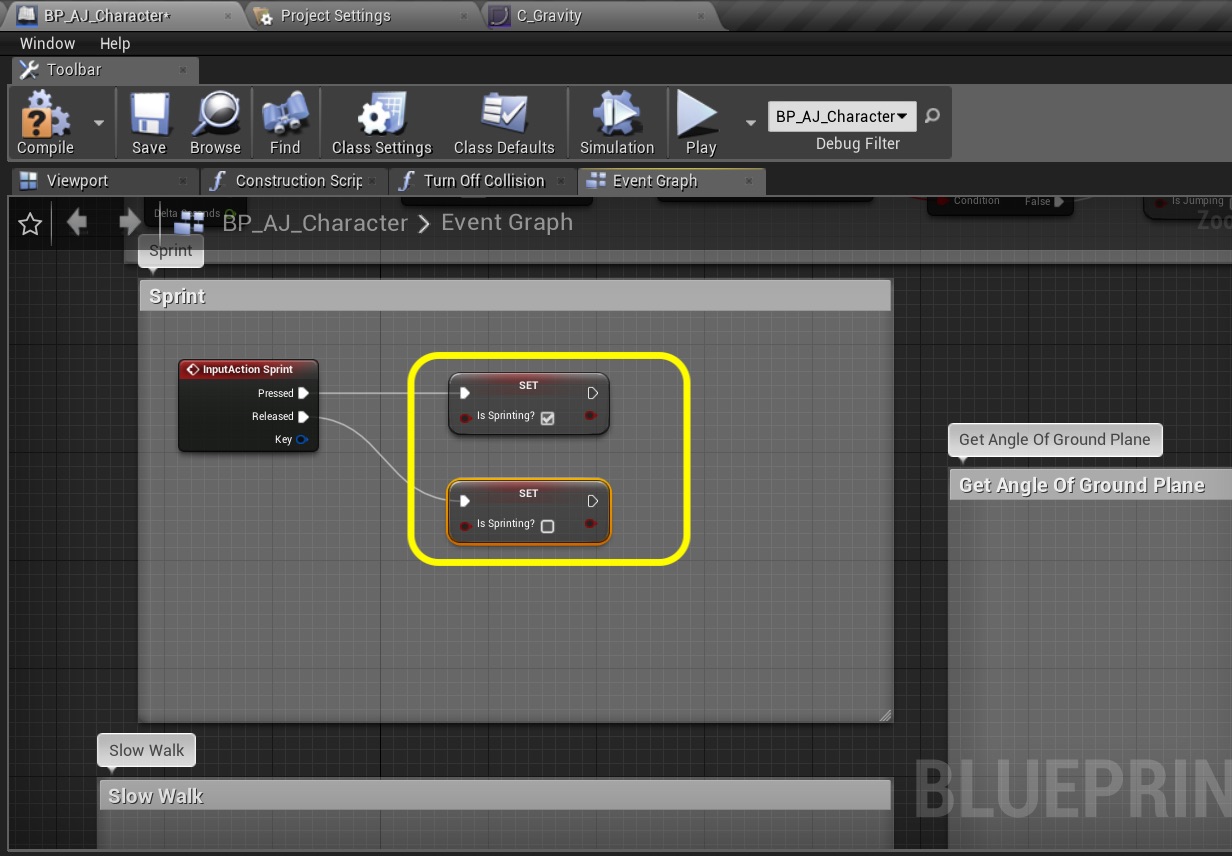 BP_AJ_Character*
Project Settings
C_Gravity
Window Help
Toolbar
Compile
Save
Browse
Find
Class Settings
Class Defaults
Simulation
Play
BP_AJ_Character
Debug Filter
Viewport
Construction Scrip
Turn Off Collision
Event Graph
BP_AJ_Character > Event Graph
Condition False
Is Jumping
Zoo
Sprint
Sprint
InputAction Sprint
Pressed
Released
Key
SET
Is Sprinting?
SET
Is Sprinting?
Get Angle Of Ground Plane
Get Angle Of Ground Plane
Slow Walk
Slow Walk
BLUEPRIN